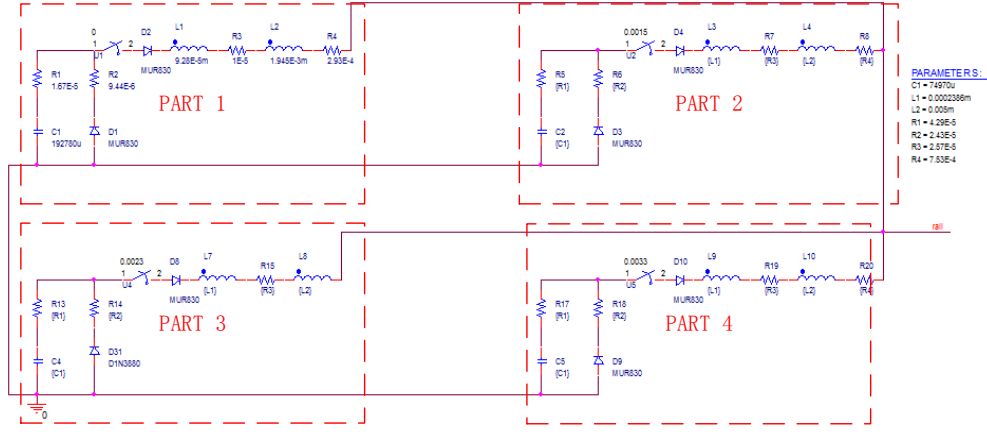 0
1 2
U1
D2
MUR830
L1
9.28E-5m
R3
1E-5
L2
1.945E-3m
R4
2.93E-4
R1
1.67E-5
R2
9.44E-6
PART 1
C1
192780u
D1
MUR830
0.0015
1 2
U2
D4
MUR830
L3
{L1}
R7
{R3}
L4
{L2}
R8
{R4}
R5
{R1}
R6
{R2}
PART 2
C2
{C1}
D3
MUR830
PARAMETERS:
C1 = 74970u
L1 = 0.0002386m
L2 = 0.005m
R1 = 4.29E-5
R2 = 2.43E-5
R3 = 2.57E-5
R4 = 7.53E-4
rail
0.0023
1 2
U4
D8
MUR830
L7
{L1}
R15
{R3}
L8
{L2}
R13
{R1}
R14
{R2}
PART 3
C4
{C1}
D31
D1N3880
0
0.0033
1 2
U5
D10
MUR830
L9
{L1}
R19
{R3}
L10
{L2}
R20
{R4}
R17
{R1}
R18
{R2}
PART 4
C5
{C1}
D9
MUR830